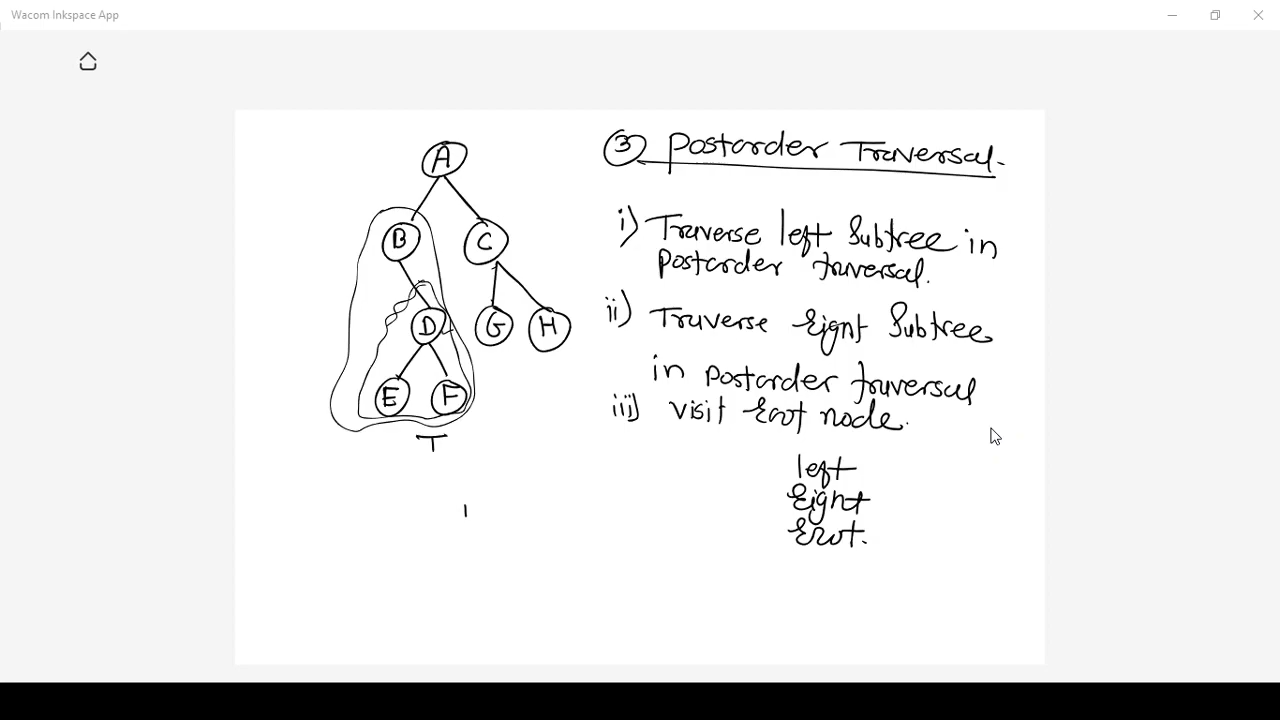 Wacom Inkspace App
A
③ Postorder Traversal.
B
C
i) Traverse left Subtree in
postorder traversal.
D
G
H
ii) Traverse right Subtree
in postorder traversal
E
F
iii) visit root node.
T
left
right
root.